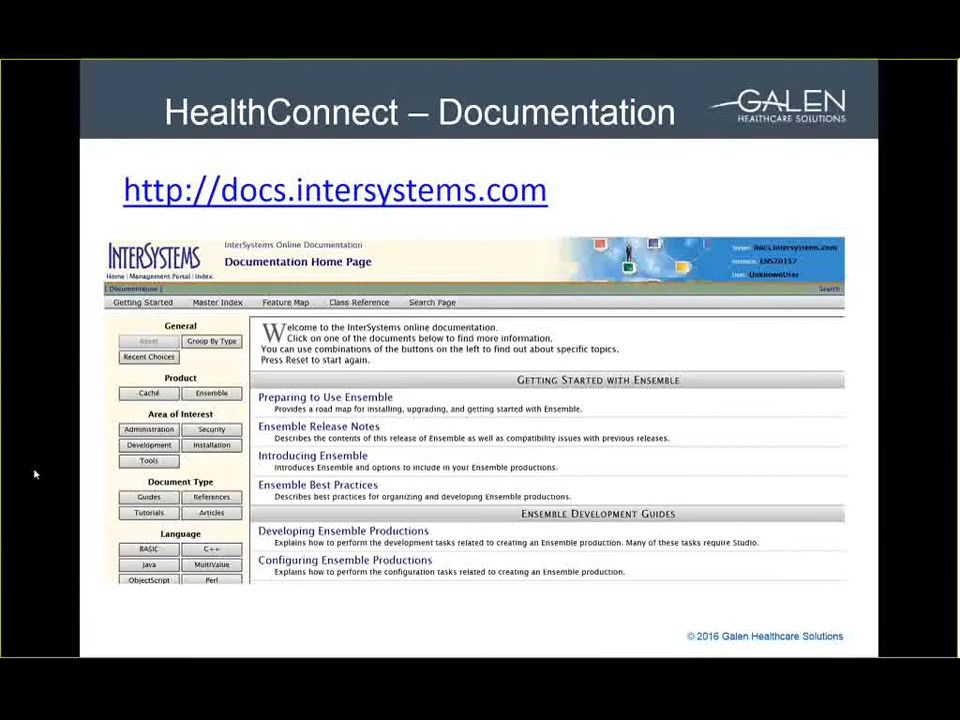 HealthConnect – Documentation
GALEN
HEALTHCARE SOLUTIONS
http://docs.intersystems.com
INTERSYSTEMS
Home | Management Portal | Index
InterSystems Online Documentation
Documentation Home Page
Server: docs.intersystems.com
Instance: ENS20152
User: UnknownUser
[ Documentation ]
Search
Getting Started Master Index Feature Map Class Reference Search Page
General
Reset Group By Type
Recent Choices
Product
Caché Ensemble
Area of Interest
Administration Security
Development Installation
Tools
Document Type
Guides References
Tutorials Articles
Language
BASIC C++
Java MultiValue
ObjectScript Perl
Welcome to the InterSystems online documentation.
Click on one of the documents below to find more information.
You can use combinations of the buttons on the left to find out about specific topics.
Press Reset to start again.
GETTING STARTED WITH ENSEMBLE
Preparing to Use Ensemble
Provides a road map for installing, upgrading, and getting started with Ensemble.
Ensemble Release Notes
Describes the contents of this release of Ensemble as well as compatibility issues with previous releases.
Introducing Ensemble
Introduces Ensemble and options to include in your Ensemble productions.
Ensemble Best Practices
Describes best practices for organizing and developing Ensemble productions.
ENSEMBLE DEVELOPMENT GUIDES
Developing Ensemble Productions
Explains how to perform the development tasks related to creating an Ensemble production. Many of these tasks require Studio.
Configuring Ensemble Productions
Explains how to perform the configuration tasks related to creating an Ensemble production.
© 2016 Galen Healthcare Solutions